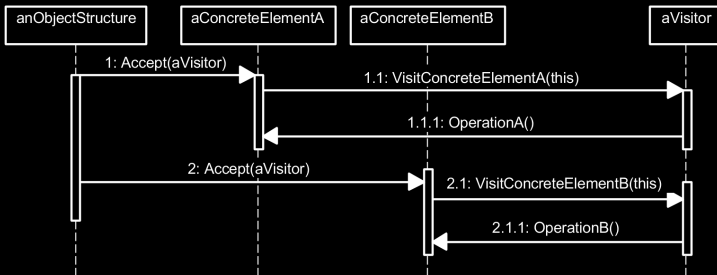 anObjectStructure
aConcreteElementA
aConcreteElementB
aVisitor
1: Accept(aVisitor)
1.1: VisitConcreteElementA(this)
1.1.1: OperationA()
2: Accept(aVisitor)
2.1: VisitConcreteElementB(this)
2.1.1: OperationB()